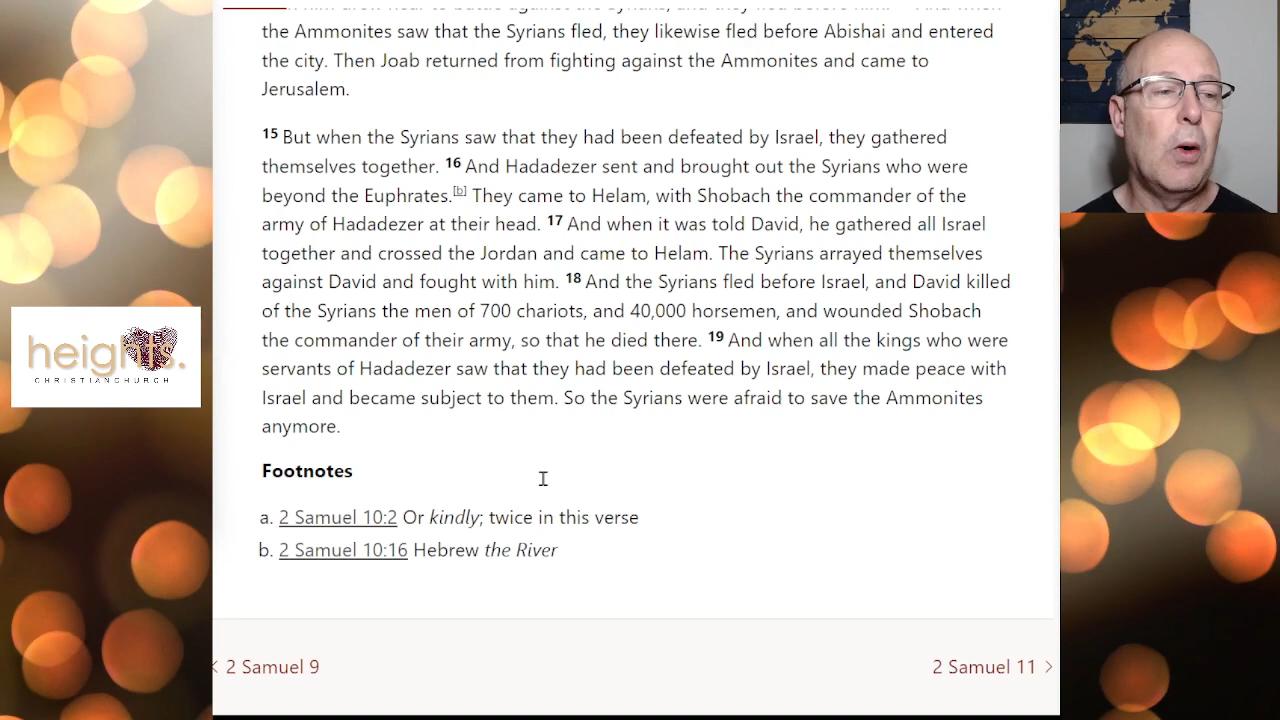 the Ammonites saw that the Syrians fled, they likewise fled before Abishai and entered
the city. Then Joab returned from fighting against the Ammonites and came to
Jerusalem.
15 But when the Syrians saw that they had been defeated by Israel, they gathered
themselves together. 16 And Hadadezer sent and brought out the Syrians who were
beyond the Euphrates.[b] They came to Helam, with Shobach the commander of the
army of Hadadezer at their head. 17 And when it was told David, he gathered all Israel
together and crossed the Jordan and came to Helam. The Syrians arrayed themselves
against David and fought with him. 18 And the Syrians fled before Israel, and David killed
of the Syrians the men of 700 chariots, and 40,000 horsemen, and wounded Shobach
the commander of their army, so that he died there. 19 And when all the kings who were
servants of Hadadezer saw that they had been defeated by Israel, they made peace with
Israel and became subject to them. So the Syrians were afraid to save the Ammonites
anymore.
Footnotes
a. 2 Samuel 10:2 Or kindly; twice in this verse
b. 2 Samuel 10:16 Hebrew the River
< 2 Samuel 9
2 Samuel 11 >
heights.
CHRISTIANCHURCH